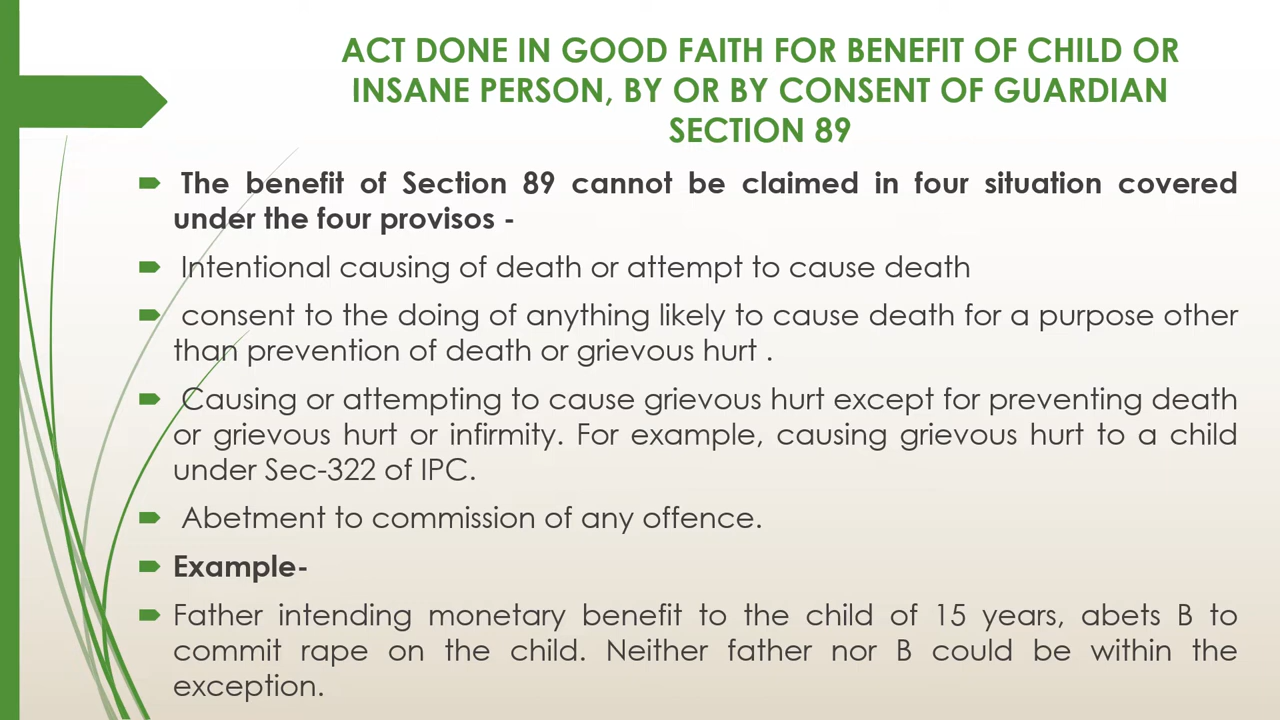 ACT DONE IN GOOD FAITH FOR BENEFIT OF CHILD OR
INSANE PERSON, BY OR BY CONSENT OF GUARDIAN
SECTION 89
The benefit of Section 89 cannot be claimed in four situation covered
under the four provisos -
Intentional causing of death or attempt to cause death
consent to the doing of anything likely to cause death for a purpose other
than prevention of death or grievous hurt .
Causing or attempting to cause grievous hurt except for preventing death
or grievous hurt or infirmity. For example, causing grievous hurt to a child
under Sec-322 of IPC.
Abetment to commission of any offence.
Example-
Father intending monetary benefit to the child of 15 years, abets B to
commit rape on the child. Neither father nor B could be within the
exception.